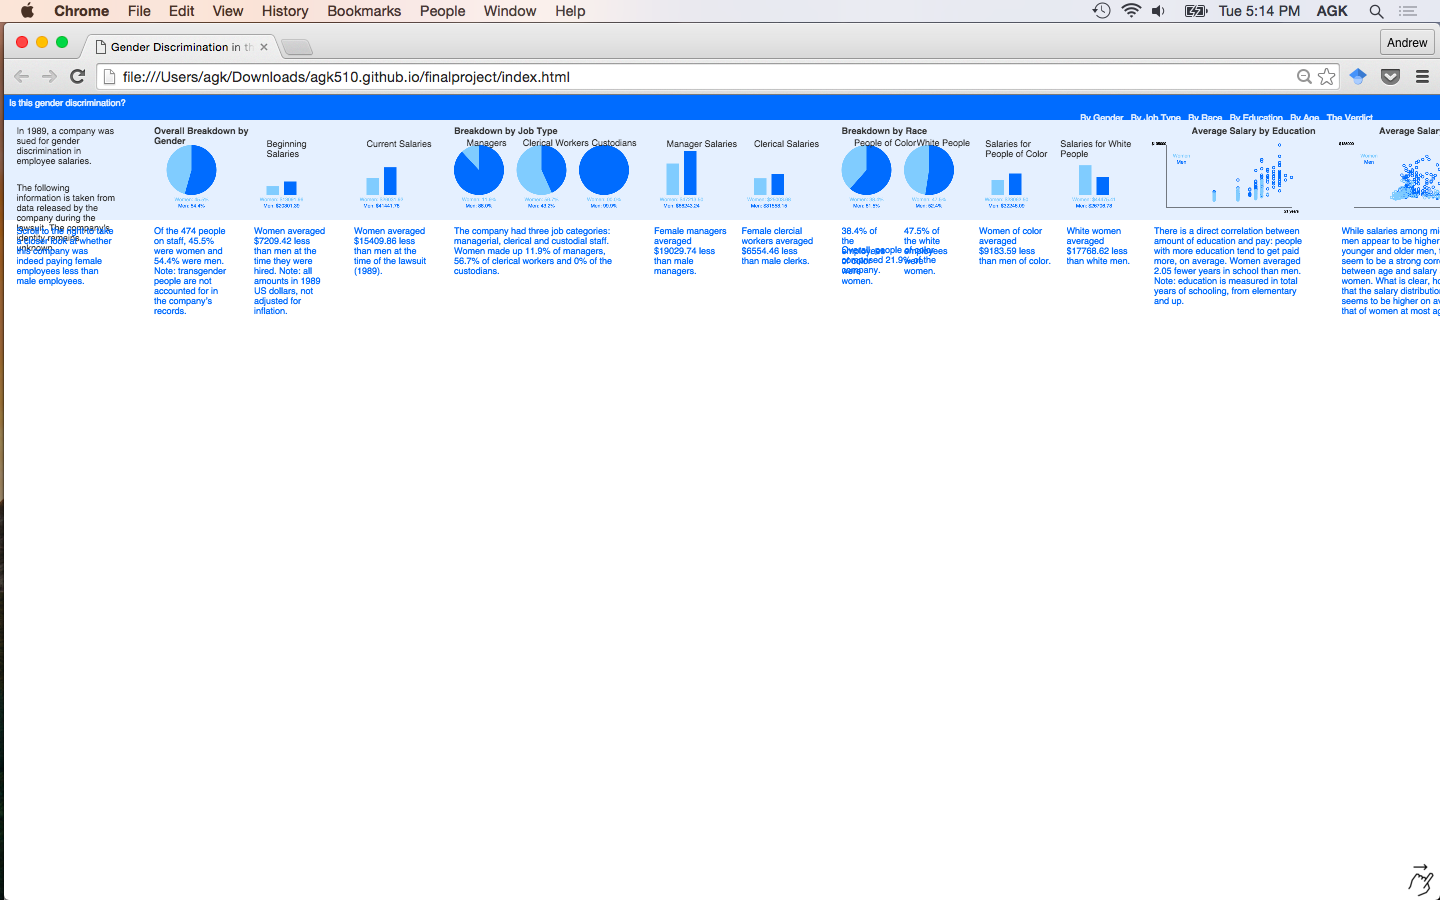 Chrome File Edit View History Bookmarks People Window Help Tue 5:14 PM AGK
Gender Discrimination in th
Andrew
file:///Users/agk/Downloads/agk510.github.io/finalproject/index.html
Is this gender discrimination?
By Gender By Job Type By Race By Education By Age The Verdict
In 1989, a company was
sued for gender
discrimination in
employee salaries.
The following
information is taken from
data released by the
company during the
lawsuit. The company's
identity remains
unknown.
Scroll to the right to take
a closer look at whether
this company was
indeed paying female
employees less than
male employees.
Overall Breakdown by
Gender
Men: 54.4%
Of the 474 people
on staff, 45.5%
were women and
54.4% were men.
Note: transgender
people are not
accounted for in
the company's
records.
Beginning
Salaries
Women averaged
$7209.42 less
than men at the
time they were
hired. Note: all
amounts in 1989
US dollars, not
adjusted for
inflation.
Current Salaries
Women averaged
$15409.86 less
than men at the
time of the lawsuit
(1989).
Breakdown by Job Type
Managers Clerical Workers Custodians
The company had three job categories:
managerial, clerical and custodial staff.
Women made up 11.9% of managers,
56.7% of clerical workers and 0% of the
custodians.
Manager Salaries
Female managers
averaged
$19029.74 less
than male
managers.
Clerical Salaries
Female clercial
workers averaged
$6554.46 less
than male clerks.
Breakdown by Race
People of Color White People
38.4% of
the
employees
of color
were
women.
47.5% of
the white
employees
were
women.
Overall, people of color
comprised 21.9% of the
company.
Salaries for
People of Color
Women of color
averaged
$9183.59 less
than men of color.
Salaries for White
People
White women
averaged
$17768.62 less
than white men.
Average Salary by Education
Women
Men
There is a direct correlation between
amount of education and pay: people
with more education tend to get paid
more, on average. Women averaged
2.05 fewer years in school than men.
Note: education is measured in total
years of schooling, from elementary
and up.
Average Salar
Women
Men
While salaries among mi
men appear to be higher
younger and older men, t
seem to be a strong corre
between age and salary
women. What is clear, ho
that the salary distributio
seems to be higher on av
that of women at most ag